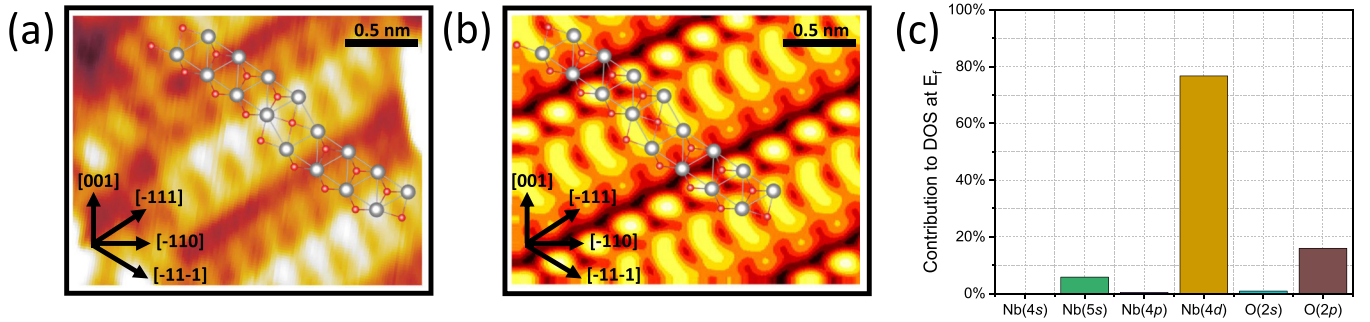 (a)
0.5 nm
[001]
[-111]
[-110]
[-11-1]
(b)
0.5 nm
[001]
[-111]
[-110]
[-11-1]
(c)
Contribution to DOS at E_f
100%
80%
60%
40%
20%
0%
Nb(4s) Nb(5s) Nb(4p) Nb(4d) O(2s) O(2p)